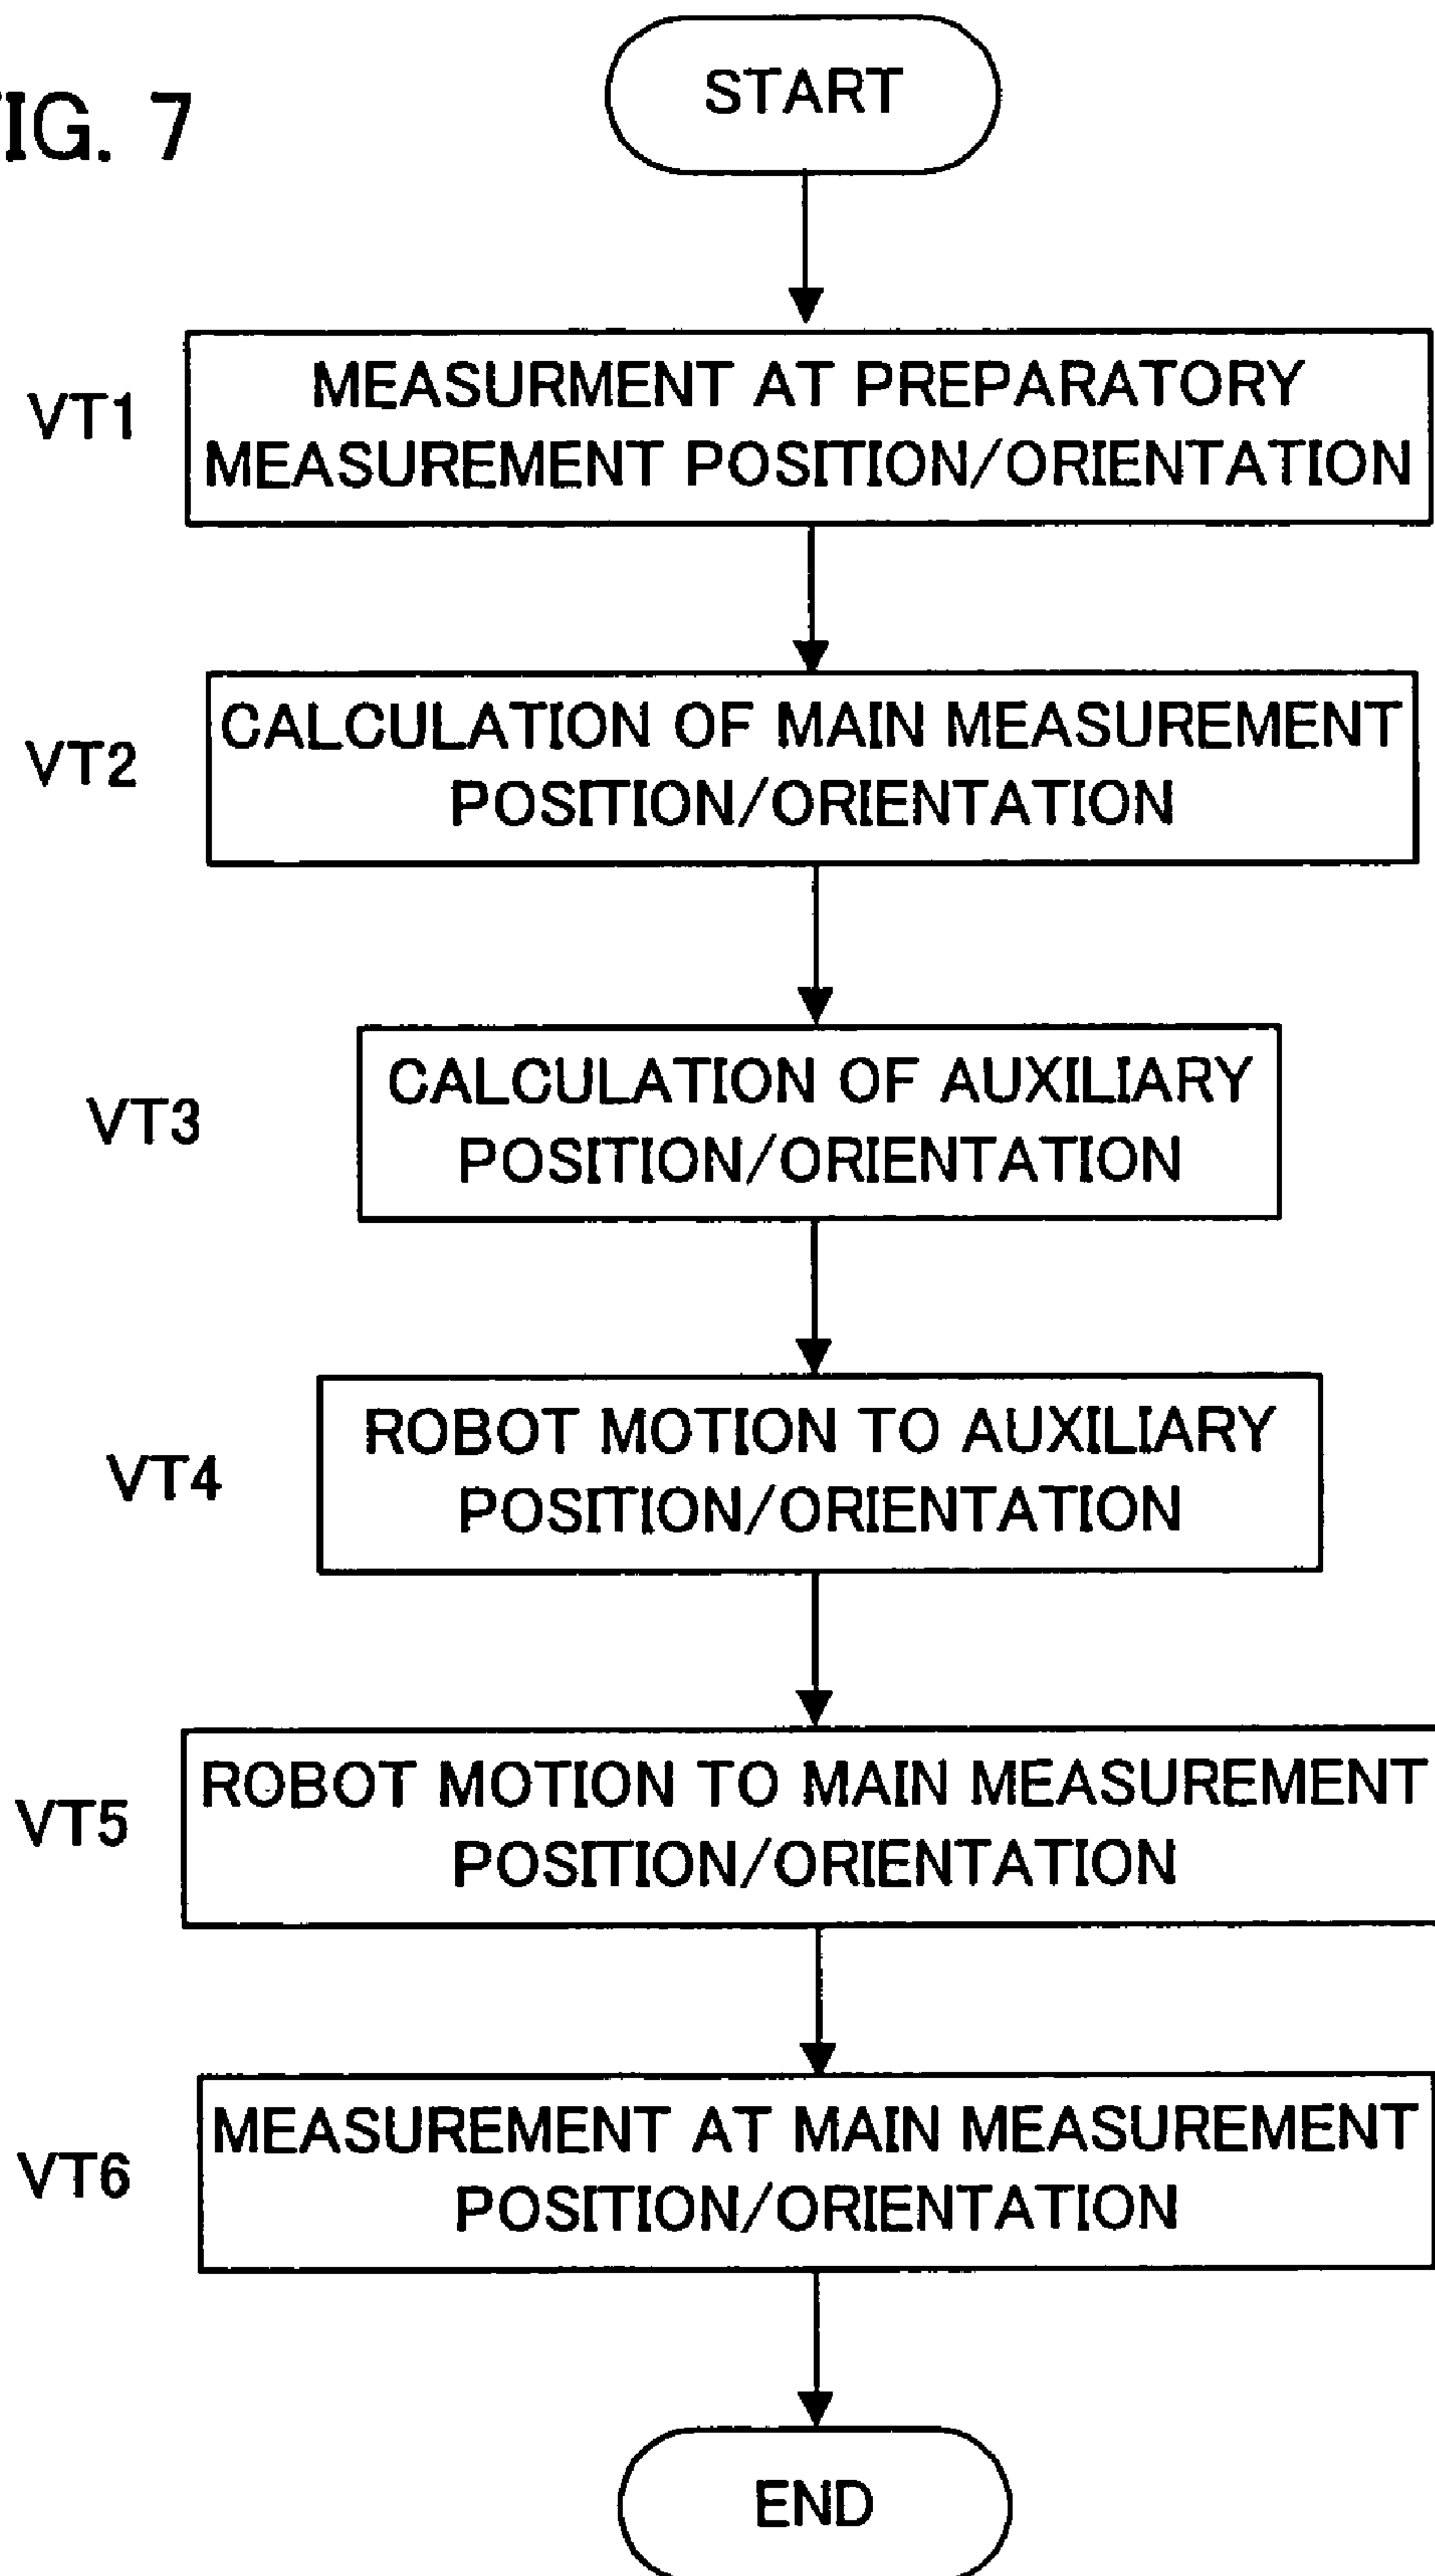 IG. 7
START
VT1
MEASURMENT AT PREPARATORY
MEASUREMENT POSITION/ORIENTATION
VT2
CALCULATION OF MAIN MEASUREMENT
POSITION/ORIENTATION
VT3
CALCULATION OF AUXILIARY
POSITION/ORIENTATION
VT4
ROBOT MOTION TO AUXILIARY
POSITION/ORIENTATION
VT5
ROBOT MOTION TO MAIN MEASUREMENT
POSITION/ORIENTATION
VT6
MEASUREMENT AT MAIN MEASUREMENT
POSITION/ORIENTATION
END